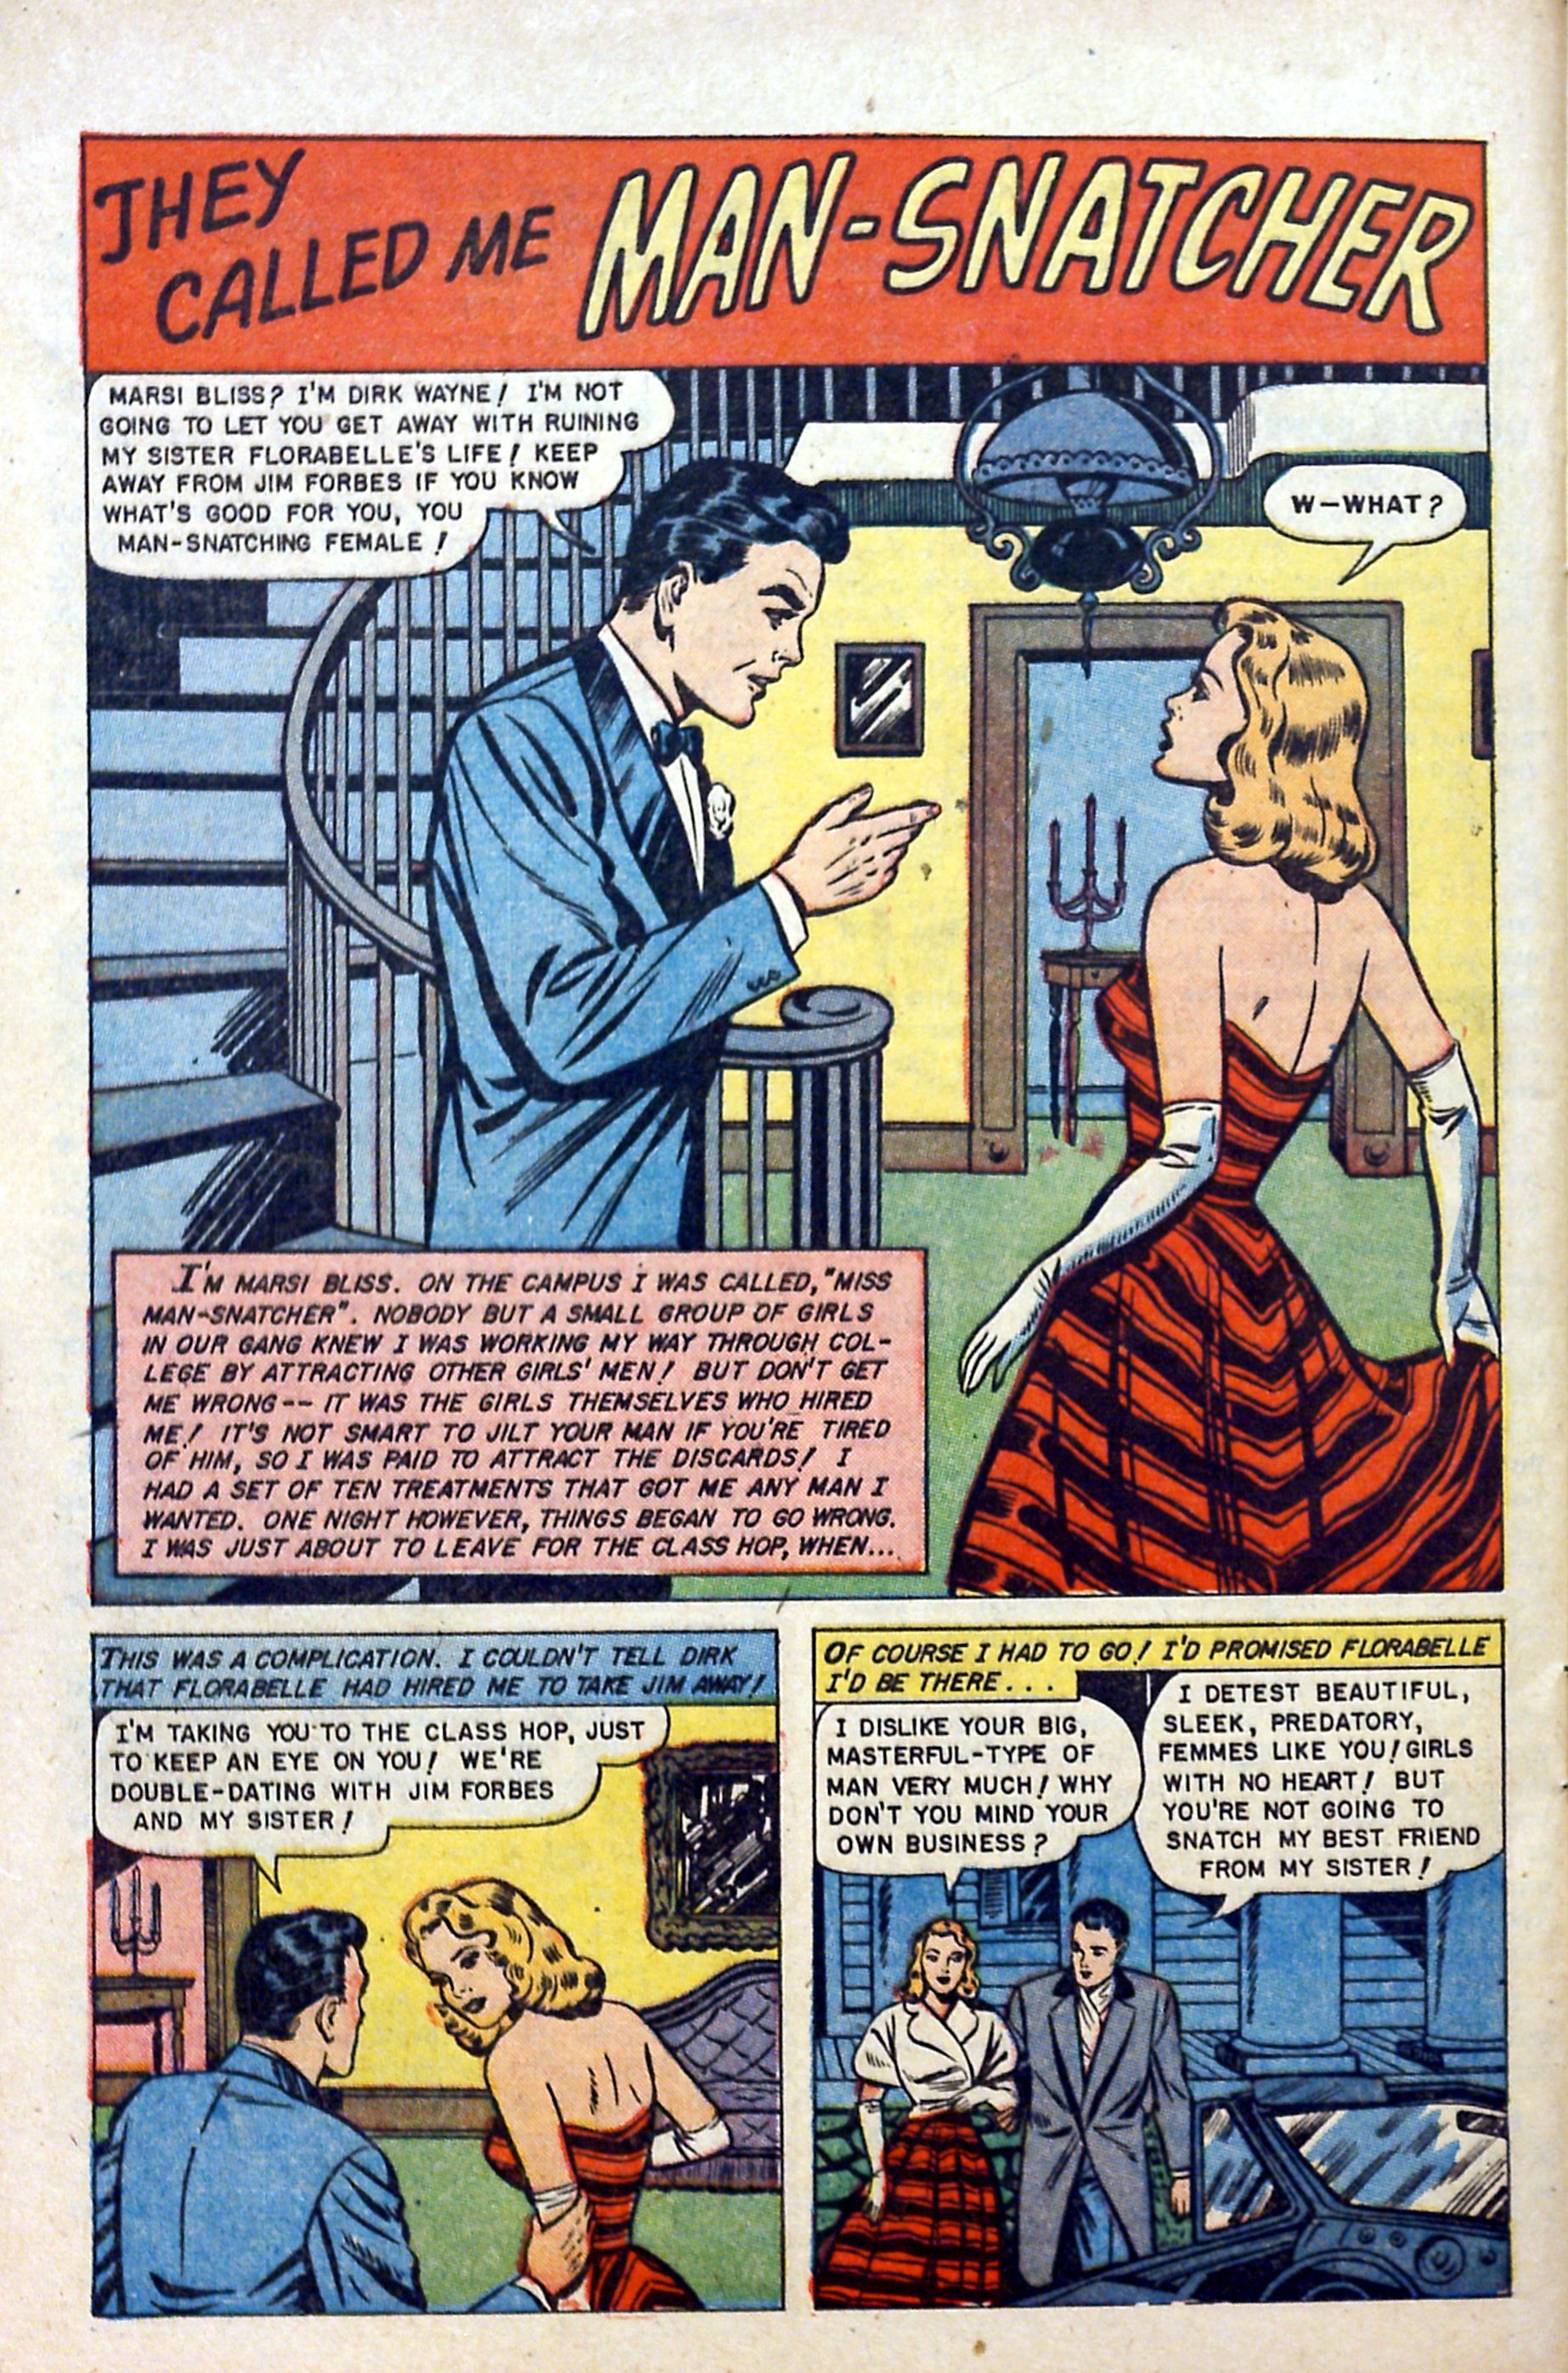 THEY
CALLED ME
MAN-SNATCHER
MARSI BLISS? I'M DIRK WAYNE! I'M NOT
GOING TO LET YOU GET AWAY WITH RUINING
MY SISTER FLORABELLE'S LIFE! KEEP
AWAY FROM JIM FORBES IF YOU KNOW
WHAT'S GOOD FOR YOU, YOU
MAN-SNATCHING FEMALE!
W-WHAT?
I'M MARSI BLISS. ON THE CAMPUS I WAS CALLED, "MISS
MAN-SNATCHER". NOBODY BUT A SMALL GROUP OF GIRLS
IN OUR GANG KNEW I WAS WORKING MY WAY THROUGH COL-
LEGE BY ATTRACTING OTHER GIRLS' MEN! BUT DON'T GET
ME WRONG-- IT WAS THE GIRLS THEMSELVES WHO HIRED
ME! IT'S NOT SMART TO JILT YOUR MAN IF YOU'RE TIRED
OF HIM, SO I WAS PAID TO ATTRACT THE DISCARDS! I
HAD A SET OF TEN TREATMENTS THAT GOT ME ANY MAN I
WANTED. ONE NIGHT HOWEVER, THINGS BEGAN TO GO WRONG.
I WAS JUST ABOUT TO LEAVE FOR THE CLASS HOP, WHEN...
THIS WAS A COMPLICATION. I COULDN'T TELL DIRK
THAT FLORABELLE HAD HIRED ME TO TAKE JIM AWAY!
I'M TAKING YOU TO THE CLASS HOP, JUST
TO KEEP AN EYE ON YOU! WE'RE
DOUBLE-DATING WITH JIM FORBES
AND MY SISTER!
OF COURSE I HAD TO GO! I'D PROMISED FLORABELLE
I'D BE THERE...
I DISLIKE YOUR BIG,
MASTERFUL-TYPE OF
MAN VERY MUCH! WHY
DON'T YOU MIND YOUR
OWN BUSINESS?
I DETEST BEAUTIFUL,
SLEEK, PREDATORY,
FEMMES LIKE YOU! GIRLS
WITH NO HEART! BUT
YOU'RE NOT GOING TO
SNATCH MY BEST FRIEND
FROM MY SISTER!